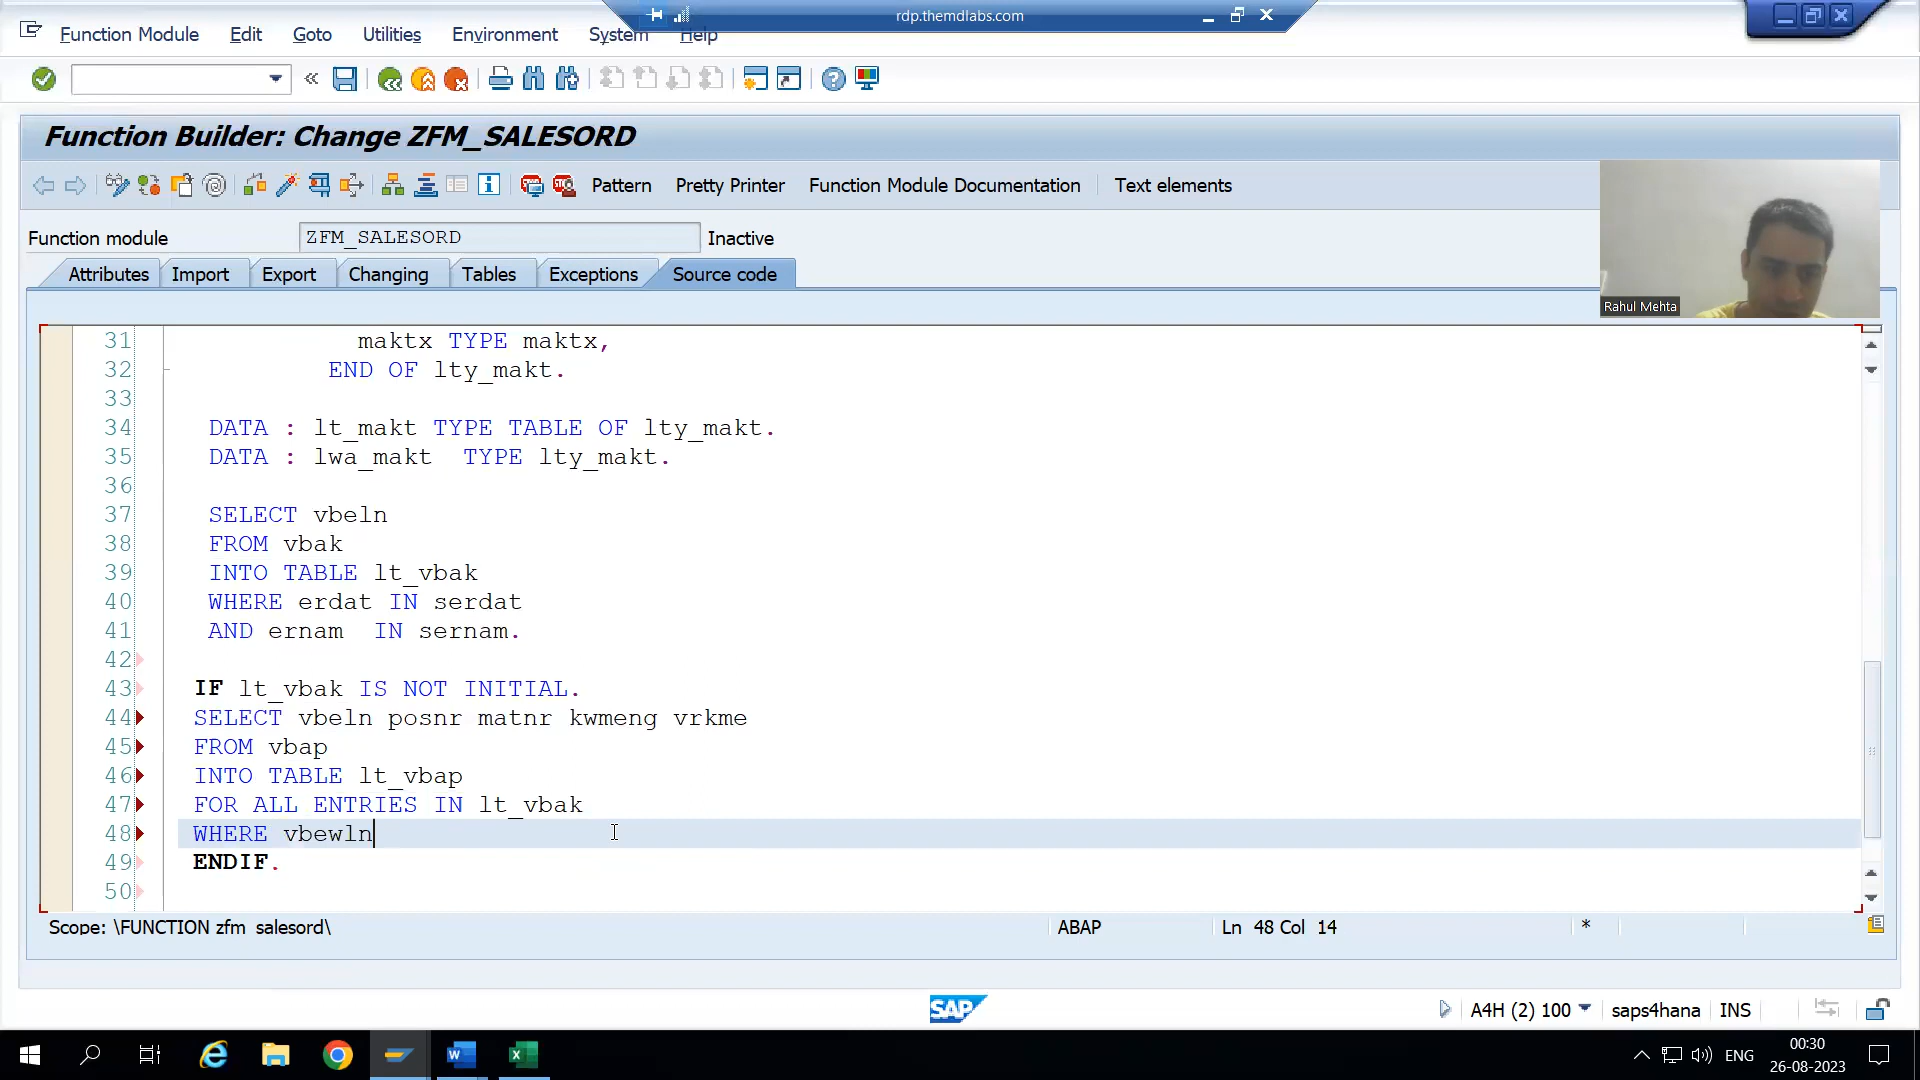 rdp.themdlabs.com
Function Module Edit Goto Utilities Environment System Help
Function Builder: Change ZFM_SALESORD
Pattern Pretty Printer Function Module Documentation Text elements
Function module ZFM_SALESORD Inactive
Attributes Import Export Changing Tables Exceptions Source code
Rahul Mehta
31 maktx TYPE maktx,
32 END OF lty_makt.
33
34 DATA : lt_makt TYPE TABLE OF lty_makt.
35 DATA : lwa_makt TYPE lty_makt.
36
37 SELECT vbeln
38 FROM vbak
39 INTO TABLE lt_vbak
40 WHERE erdat IN serdat
41 AND ernam IN sernam.
42
43 IF lt_vbak IS NOT INITIAL.
44 SELECT vbeln posnr matnr kwmeng vrkme
45 FROM vbap
46 INTO TABLE lt_vbap
47 FOR ALL ENTRIES IN lt_vbak
48 WHERE vbewln
49 ENDIF.
50
Scope: \FUNCTION zfm_salesord\ ABAP Ln 48 Col 14 *
SAP A4H (2) 100 saps4hana INS
ENG 00:30
26-08-2023